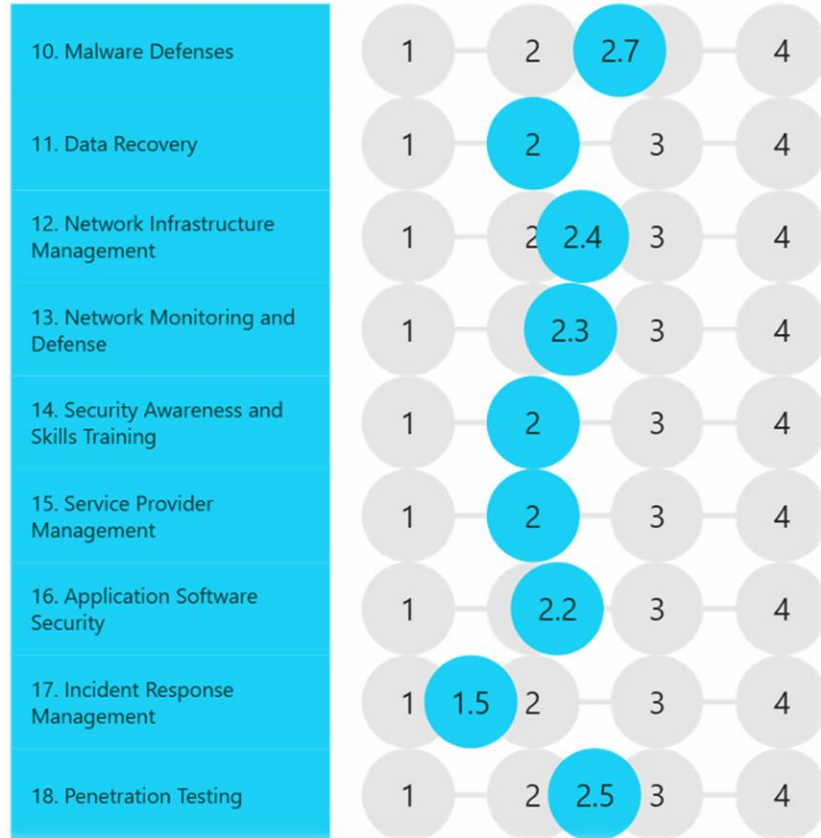 10. Malware Defenses
1 2 2.7 4
11. Data Recovery
1 2 3 4
12. Network Infrastructure
Management
1 2 2.4 3 4
13. Network Monitoring and
Defense
1 2.3 3 4
14. Security Awareness and
Skills Training
1 2 3 4
15. Service Provider
Management
1 2 3 4
16. Application Software
Security
1 2.2 3 4
17. Incident Response
Management
1 1.5 2 3 4
18. Penetration Testing
1 2 2.5 3 4